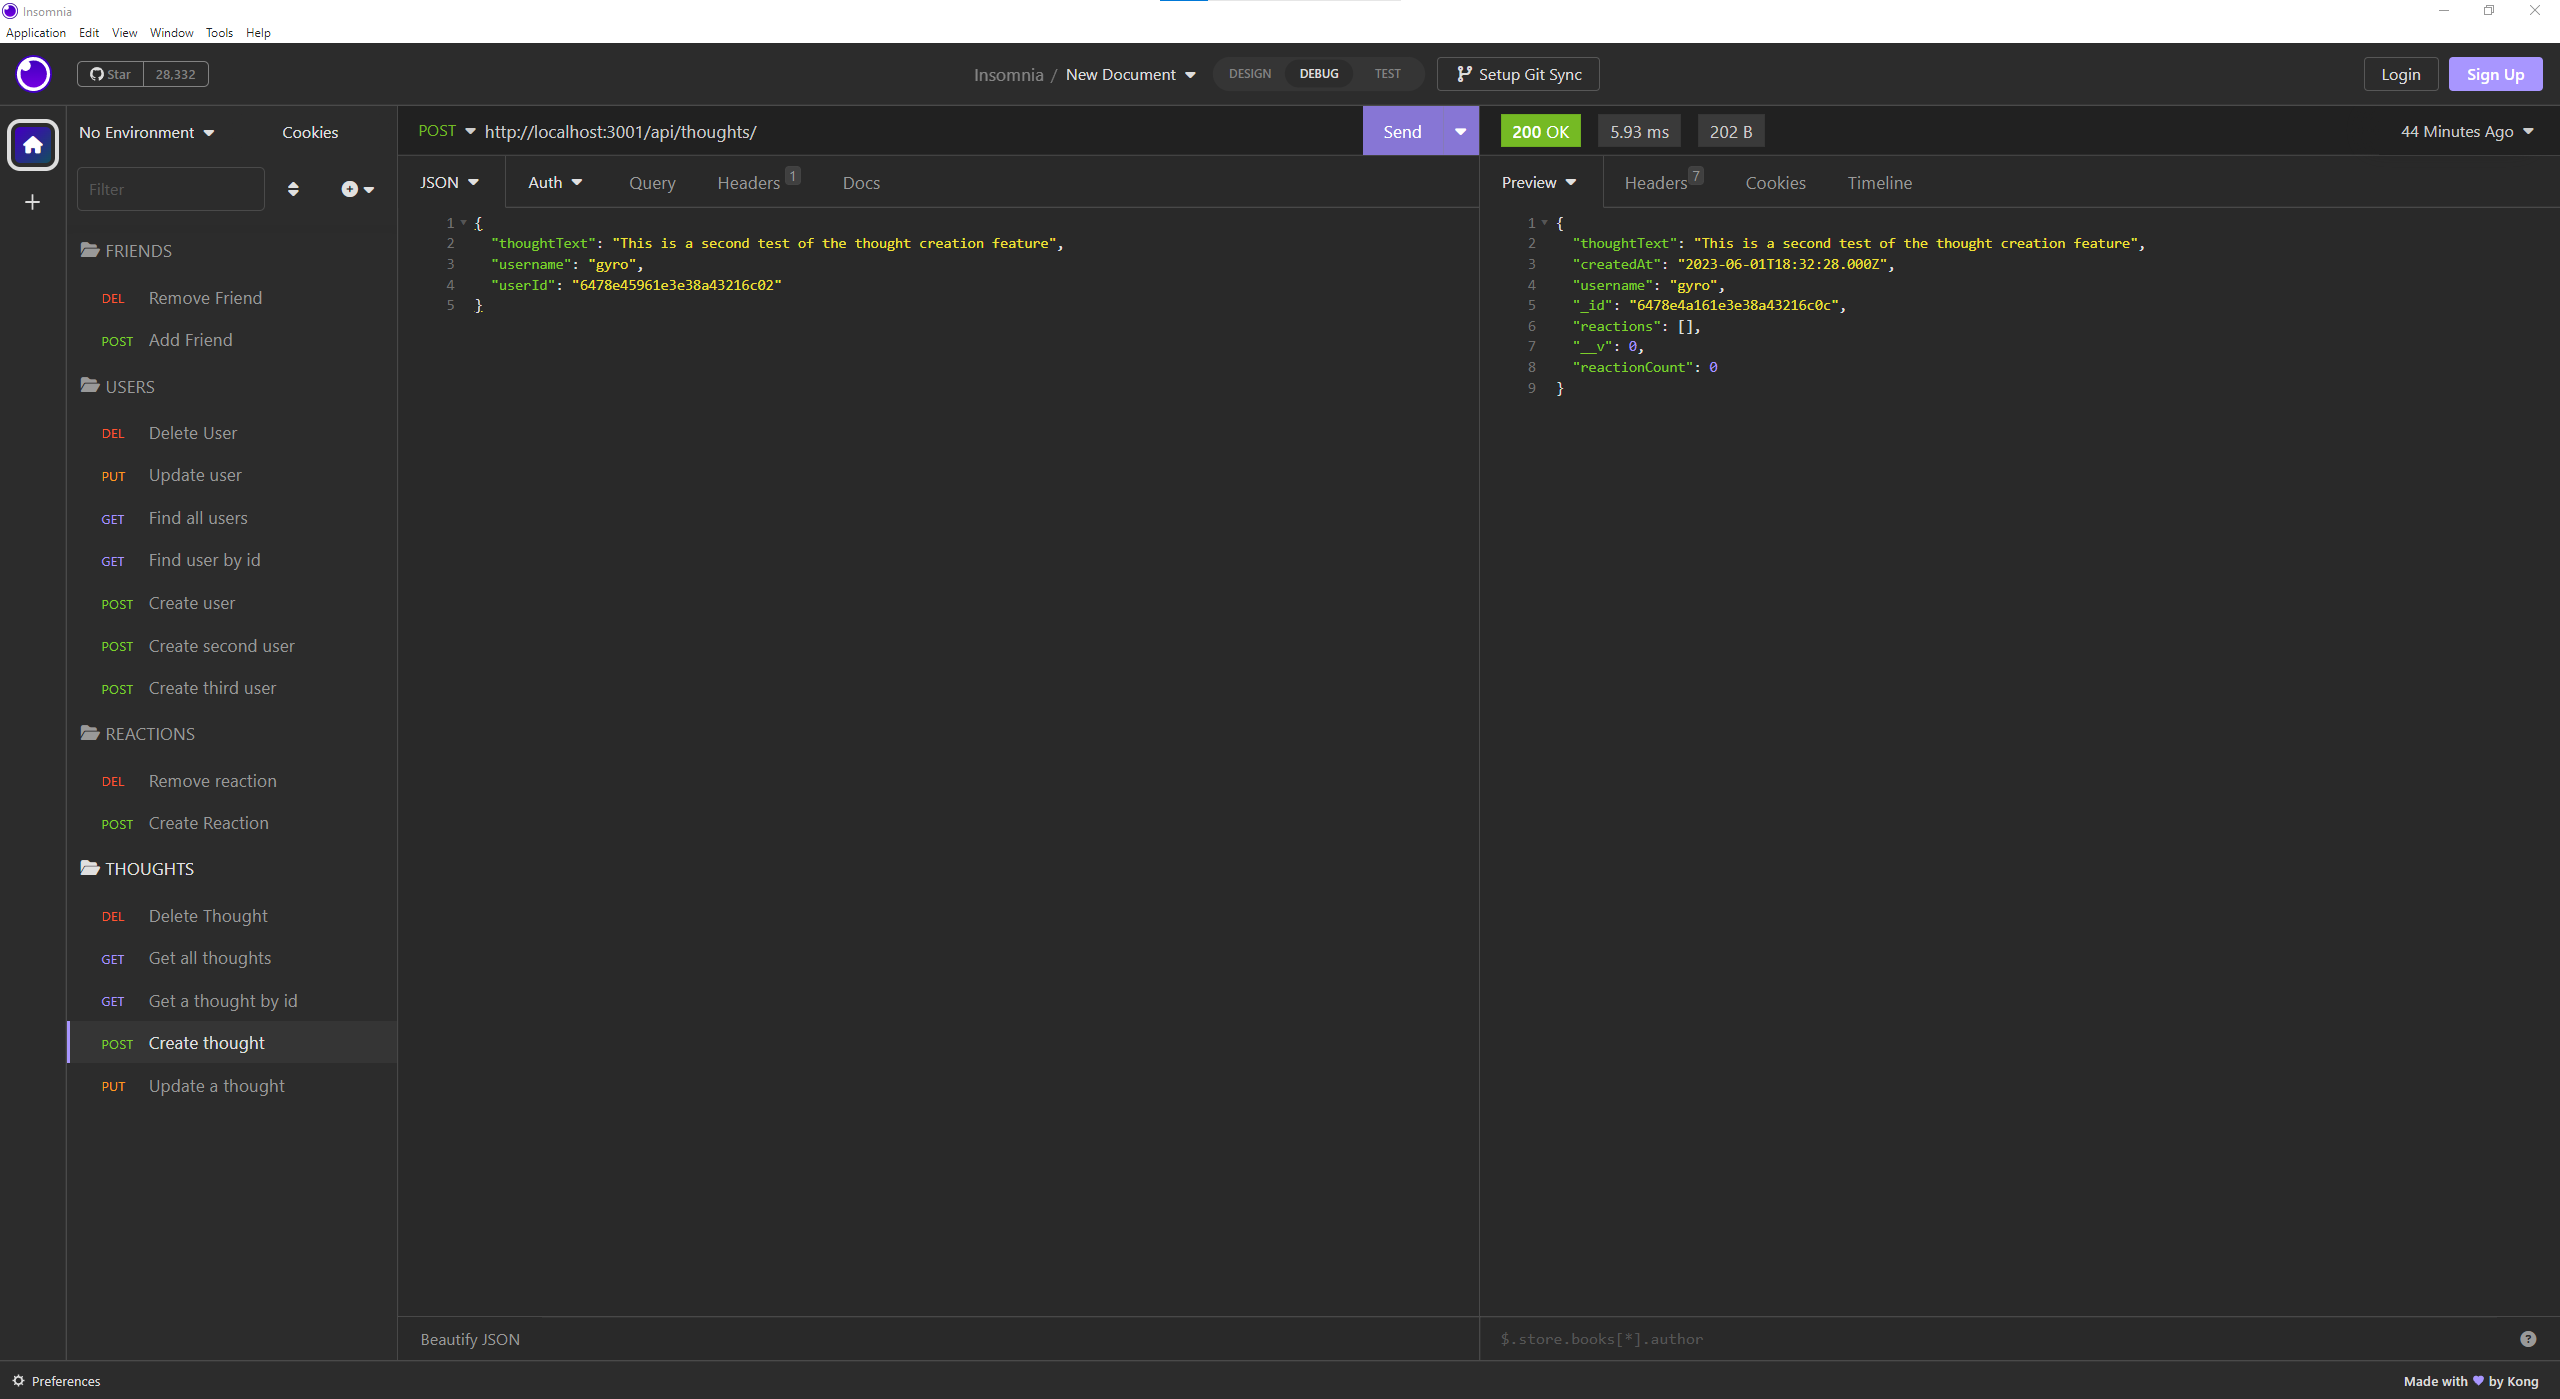 Insomnia
Application Edit View Window Tools Help
Star 28,332
Insomnia / New Document DESIGN DEBUG TEST Setup Git Sync
Login Sign Up
No Environment Cookies
Filter
FRIENDS
DEL Remove Friend
POST Add Friend
USERS
DEL Delete User
PUT Update user
GET Find all users
GET Find user by id
POST Create user
POST Create second user
POST Create third user
REACTIONS
DEL Remove reaction
POST Create Reaction
THOUGHTS
DEL Delete Thought
GET Get all thoughts
GET Get a thought by id
POST Create thought
PUT Update a thought
POST http://localhost:3001/api/thoughts/ Send
JSON Auth Query Headers 1 Docs
1 {
2 "thoughtText": "This is a second test of the thought creation feature",
3 "username": "gyro",
4 "userId": "6478e45961e3e38a43216c02"
5 }
Beautify JSON
200 OK 5.93 ms 202 B 44 Minutes Ago
Preview Headers 7 Cookies Timeline
1 {
2 "thoughtText": "This is a second test of the thought creation feature",
3 "createdAt": "2023-06-01T18:32:28.000Z",
4 "username": "gyro",
5 "_id": "6478e4a161e3e38a43216c0c",
6 "reactions": [],
7 "__v": 0,
8 "reactionCount": 0
9 }
$.store.books[*].author ?
Preferences
Made with 💜 by Kong